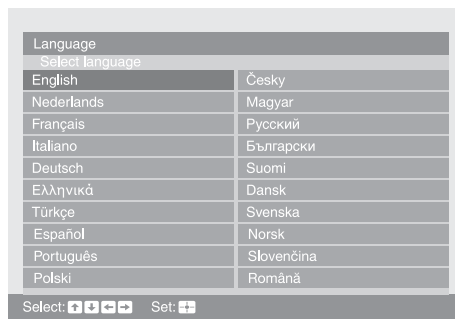 Language
Select language
English
Nederlands
Français
Italiano
Deutsch
Ελληνικά
Türkçe
Español
Português
Polski
Česky
Magyar
Русский
Български
Suomi
Dansk
Svenska
Norsk
Slovenčina
Română
Select: Set: